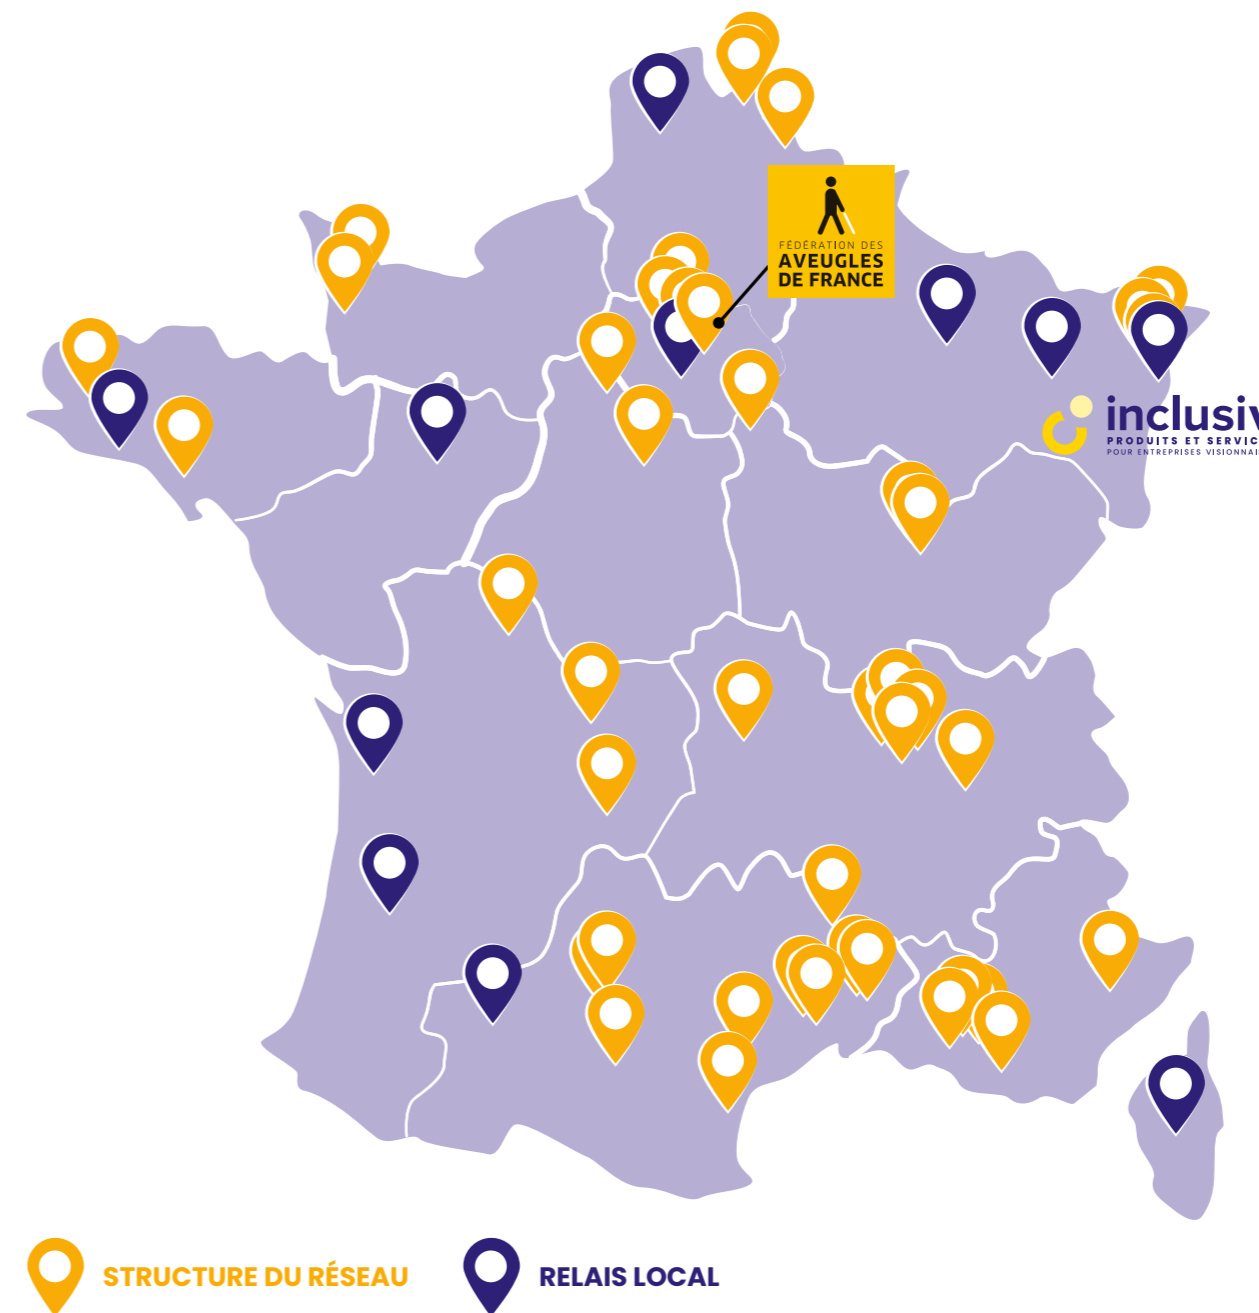 FÉDÉRATION DES
AVEUGLES
DE FRANCE
inclusiv
PRODUITS ET SERVIC
POUR ENTREPRISES VISIONNAI
STRUCTURE DU RÉSEAU
RELAIS LOCAL